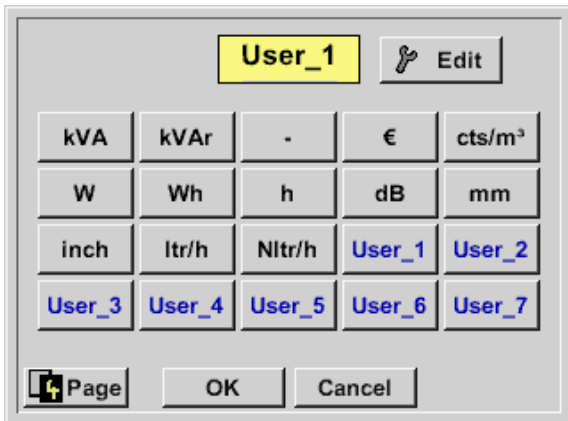 User_1 Edit
kVA kVAr - € cts/m³
W Wh h dB mm
inch ltr/h Nltr/h User_1 User_2
User_3 User_4 User_5 User_6 User_7
4 Page OK Cancel